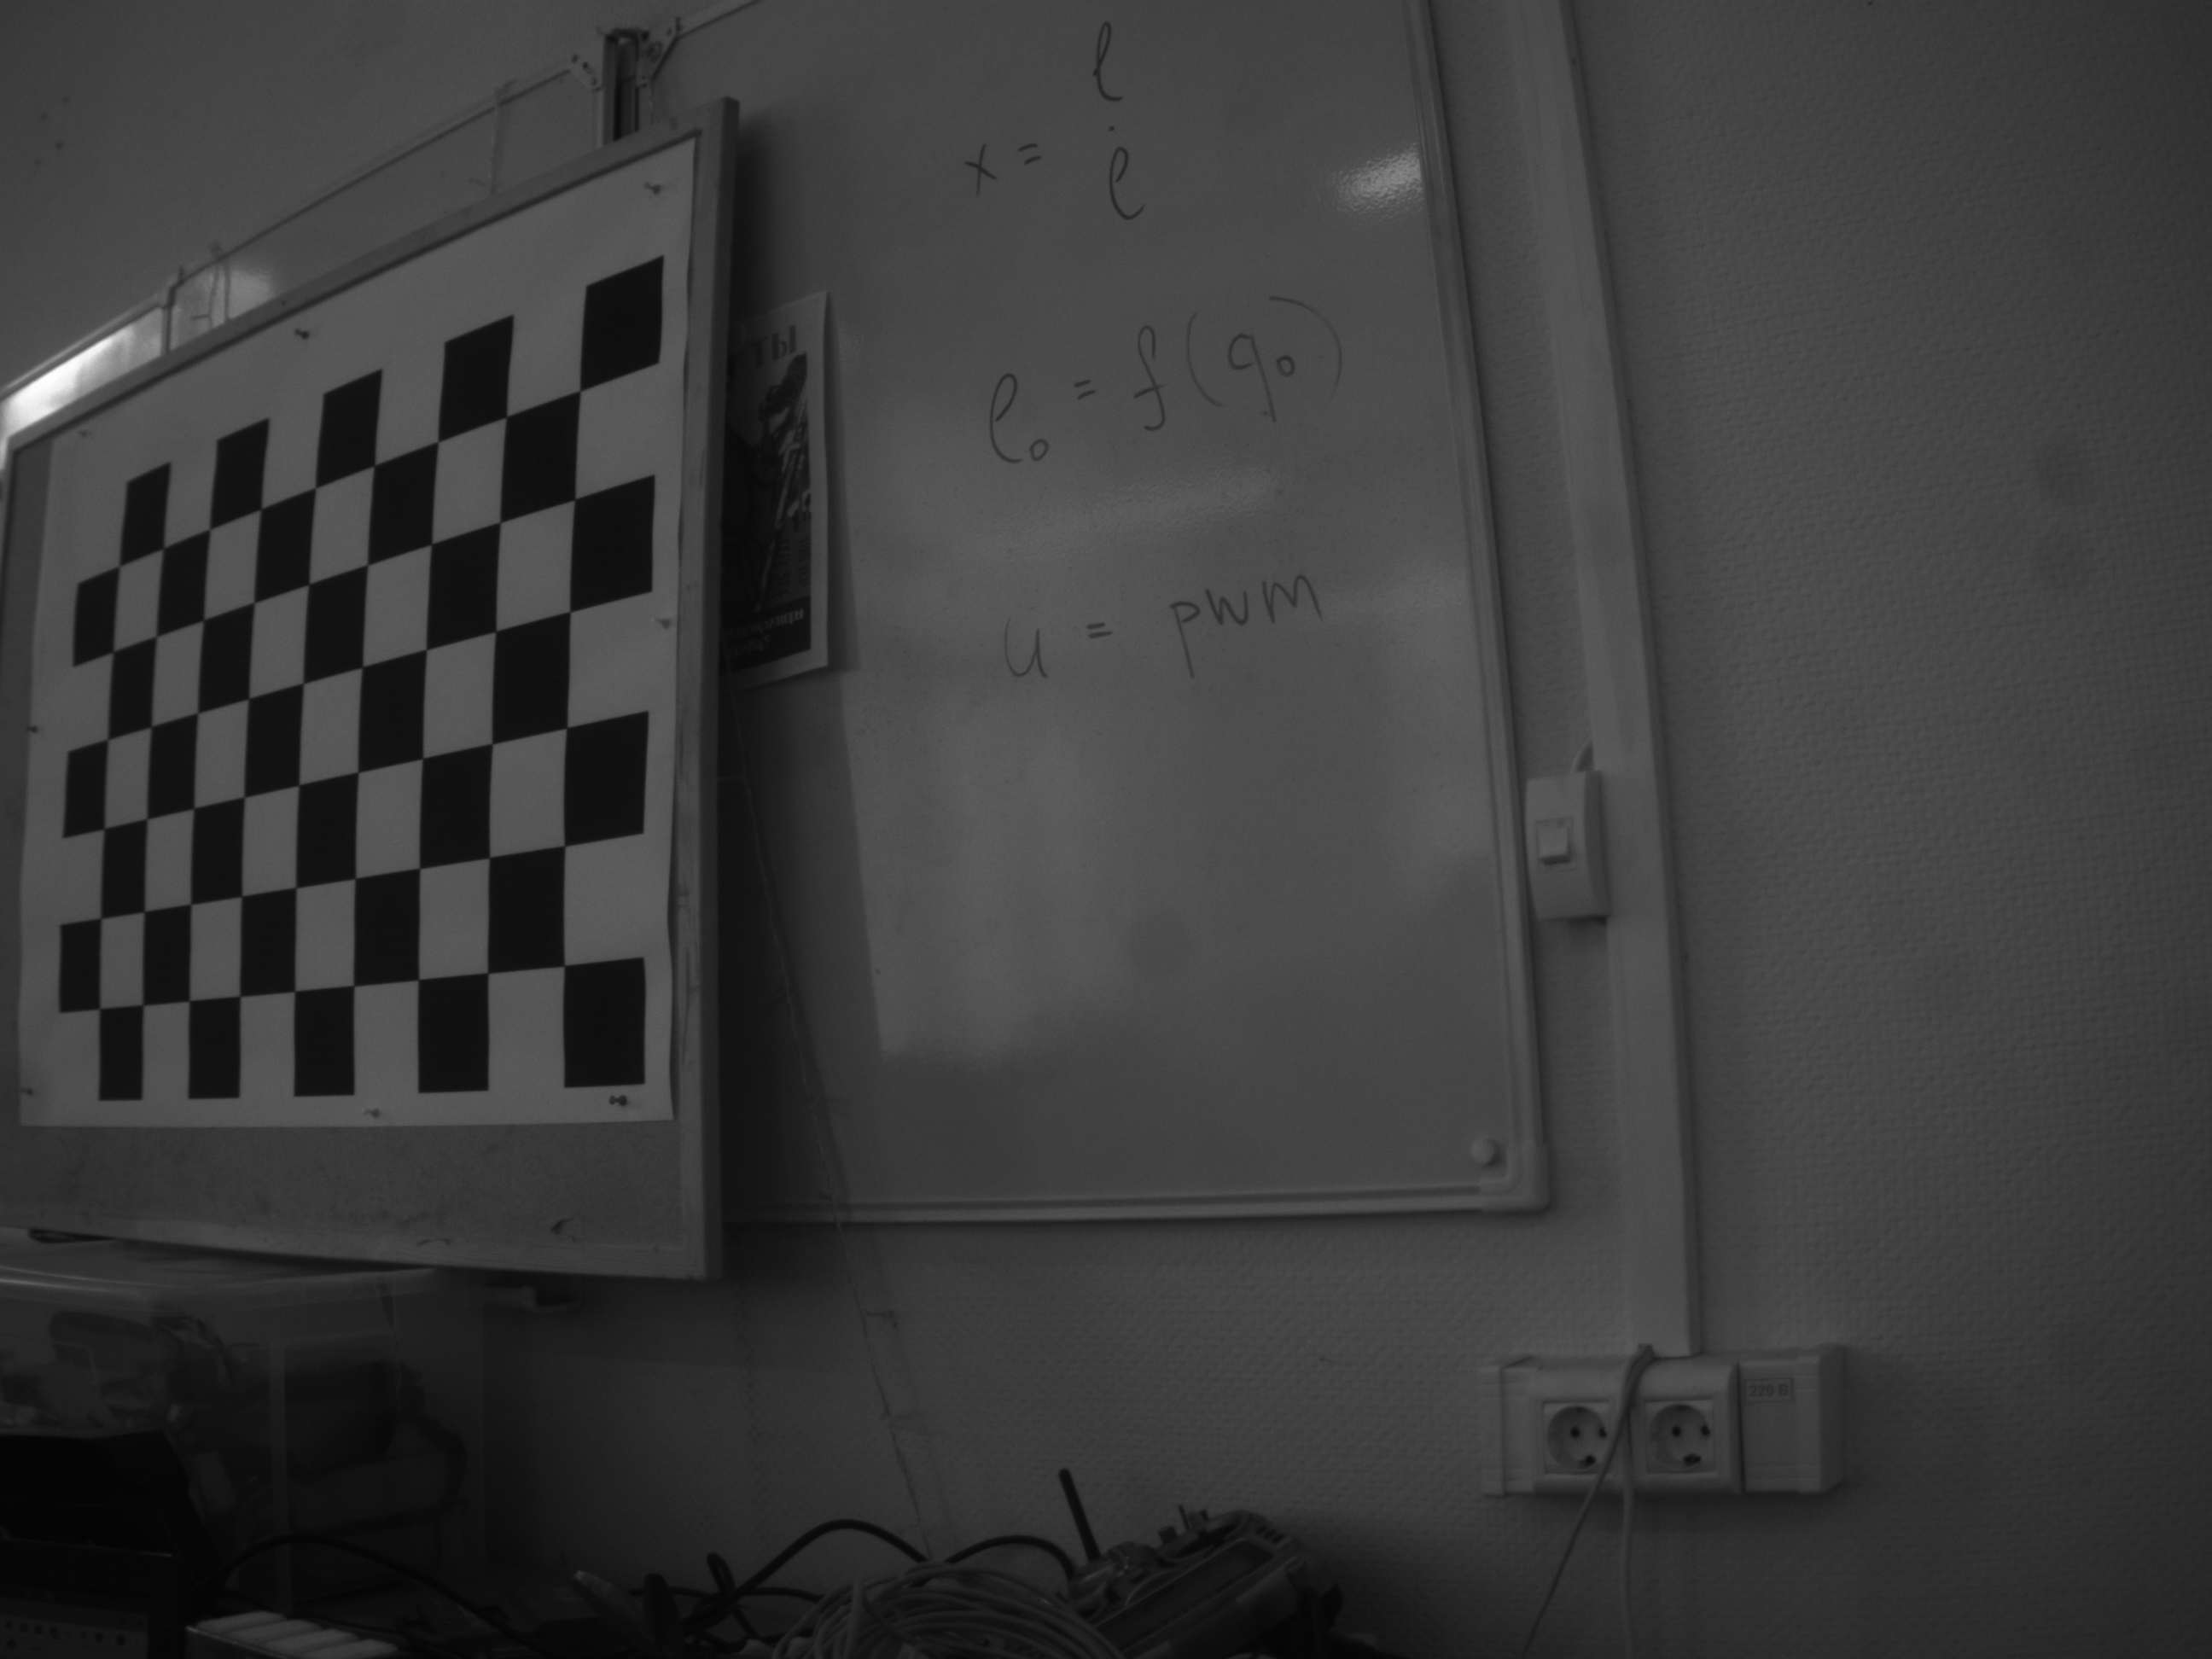 ℓ
x = ℓ̇
ℓ₀ = f(q₀)
u = pwm
ТЫ
220 В